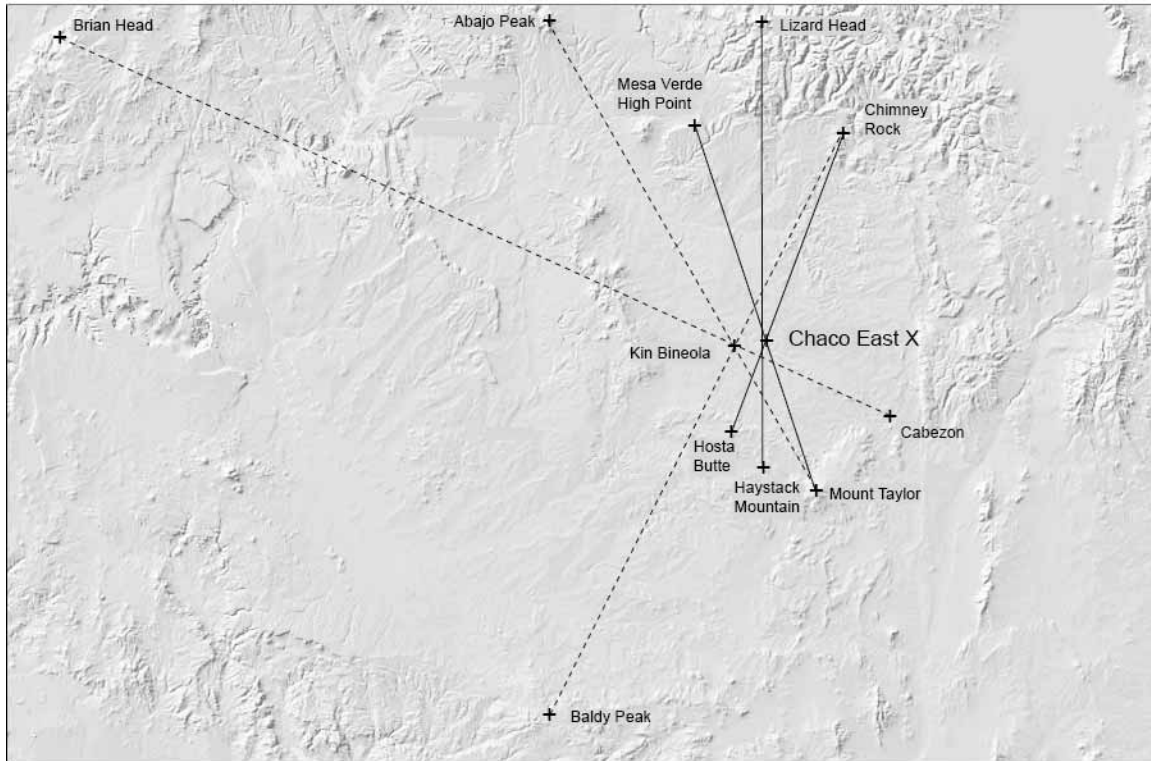 Brian Head
Abajo Peak
Lizard Head
Mesa Verde
High Point
Chimney
Rock
Kin Bineola
Chaco East X
Cabezon
Hosta
Butte
Haystack
Mountain
Mount Taylor
Baldy Peak